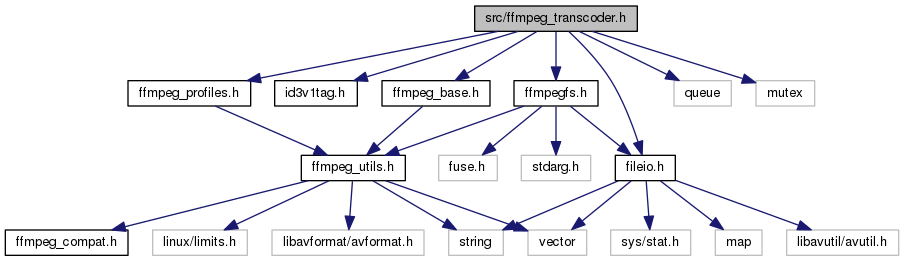 src/ffmpeg_transcoder.h
ffmpeg_profiles.h
id3v1tag.h
ffmpeg_base.h
ffmpegfs.h
queue
mutex
ffmpeg_utils.h
fuse.h
stdarg.h
fileio.h
ffmpeg_compat.h
linux/limits.h
libavformat/avformat.h
string
vector
sys/stat.h
map
libavutil/avutil.h